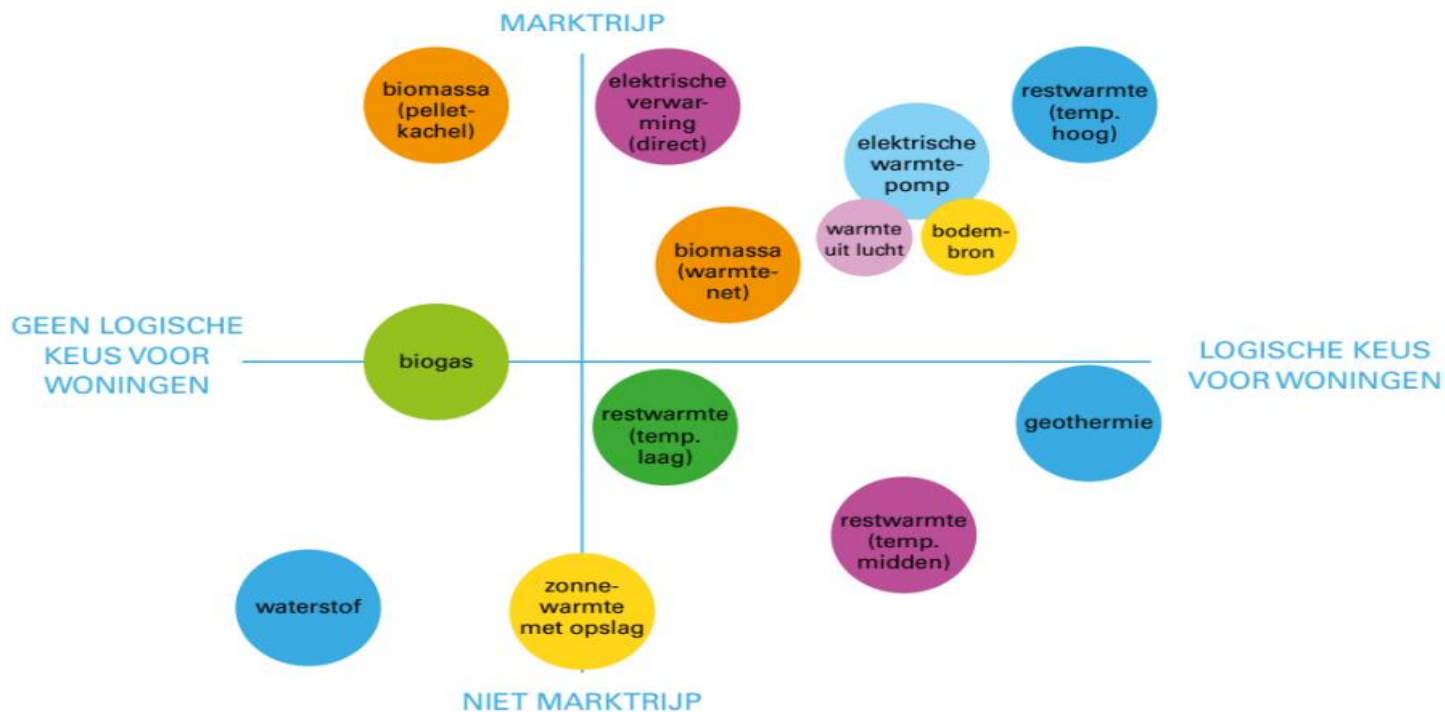 MARKTRIJP
biomassa
(pellet-
kachel)
elektrische
verwar-
ming
(direct)
restwarmte
(temp.
hoog)
elektrische
warmte-
pomp
warmte
uit lucht
bodem-
bron
biomassa
(warmte-
net)
GEEN LOGISCHE
KEUS VOOR
WONINGEN
biogas
LOGISCHE KEUS
VOOR WONINGEN
restwarmte
(temp.
laag)
geothermie
restwarmte
(temp.
midden)
waterstof
zonne-
warmte
met opslag
NIET MARKTRIJP